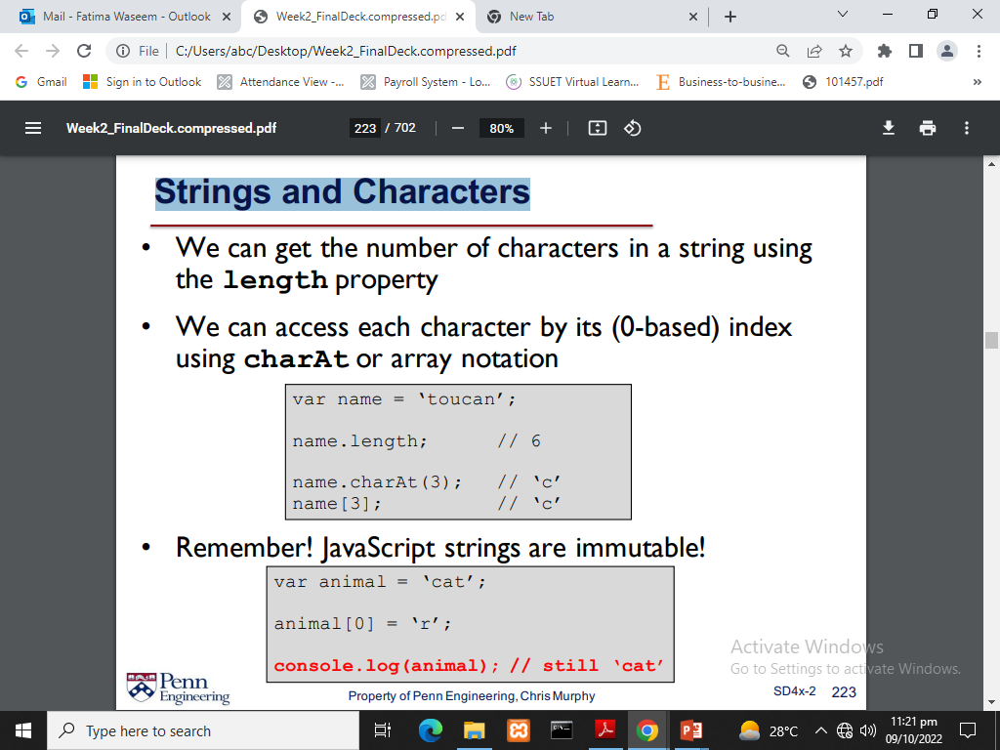 Mail - Fatima Waseem - Outlook
Week2_FinalDeck.compressed.pd
New Tab
File
C:/Users/abc/Desktop/Week2_FinalDeck.compressed.pdf
Gmail
Sign in to Outlook
Attendance View -...
Payroll System - Lo...
SSUET Virtual Learn...
Business-to-busine...
101457.pdf
»
Week2_FinalDeck.compressed.pdf
223 / 702
80%
Strings and Characters
• We can get the number of characters in a string using
the length property
• We can access each character by its (0-based) index
using charAt or array notation
var name = ‘toucan’;
name.length; // 6
name.charAt(3); // ‘c’
name[3]; // ‘c’
• Remember! JavaScript strings are immutable!
var animal = ‘cat’;
animal[0] = ‘r’;
console.log(animal); // still ‘cat’
Activate Windows
Go to Settings to activate Windows.
Penn
Engineering
Property of Penn Engineering, Chris Murphy
SD4x-2 223
Type here to search
28°C
11:21 pm
09/10/2022